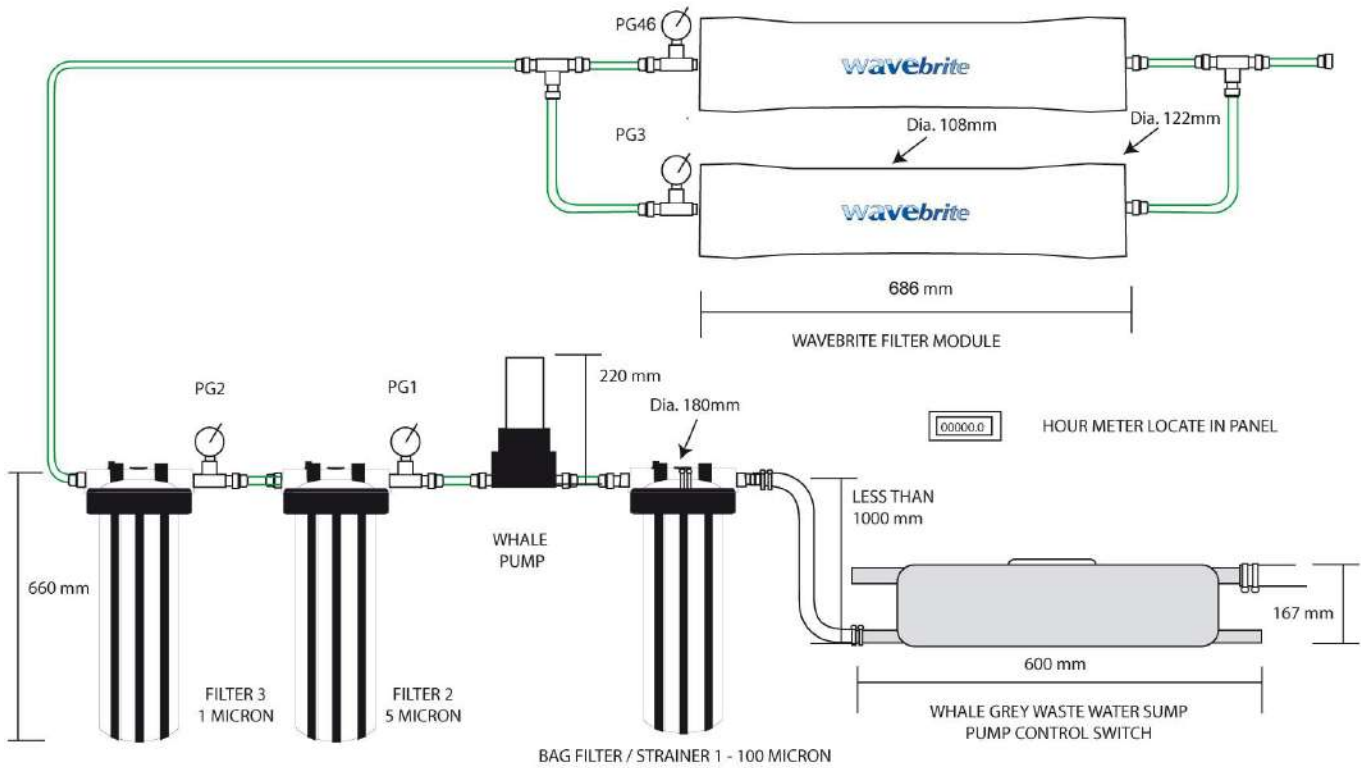 PG46
wavebrite
Dia. 108mm
Dia. 122mm
PG3
wavebrite
686 mm
WAVEBRITE FILTER MODULE
PG2
PG1
220 mm
Dia. 180mm
00000.0
HOUR METER LOCATE IN PANEL
LESS THAN
1000 mm
WHALE
PUMP
660 mm
167 mm
600 mm
FILTER 3
1 MICRON
FILTER 2
5 MICRON
WHALE GREY WASTE WATER SUMP
PUMP CONTROL SWITCH
BAG FILTER / STRAINER 1 - 100 MICRON